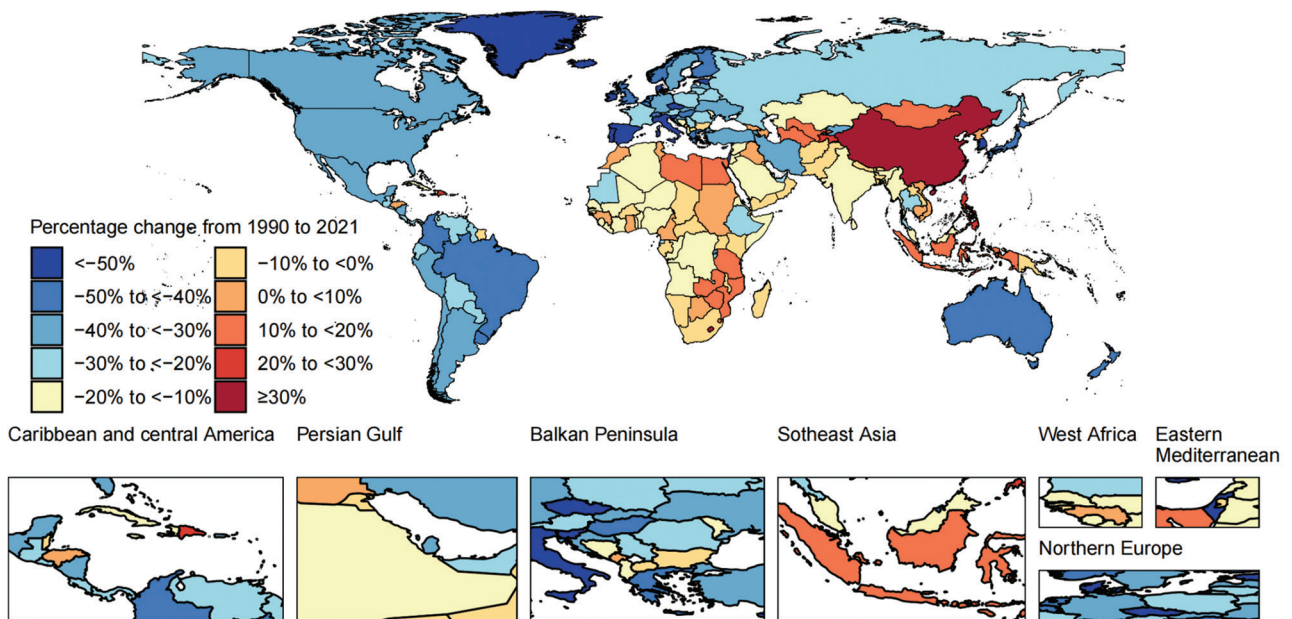 Percentage change from 1990 to 2021
<−50%
−50% to <−40%
−40% to <−30%
−30% to <−20%
−20% to <−10%
−10% to <0%
0% to <10%
10% to <20%
20% to <30%
≥30%
Caribbean and central America
Persian Gulf
Balkan Peninsula
Sotheast Asia
West Africa
Eastern
Mediterranean
Northern Europe